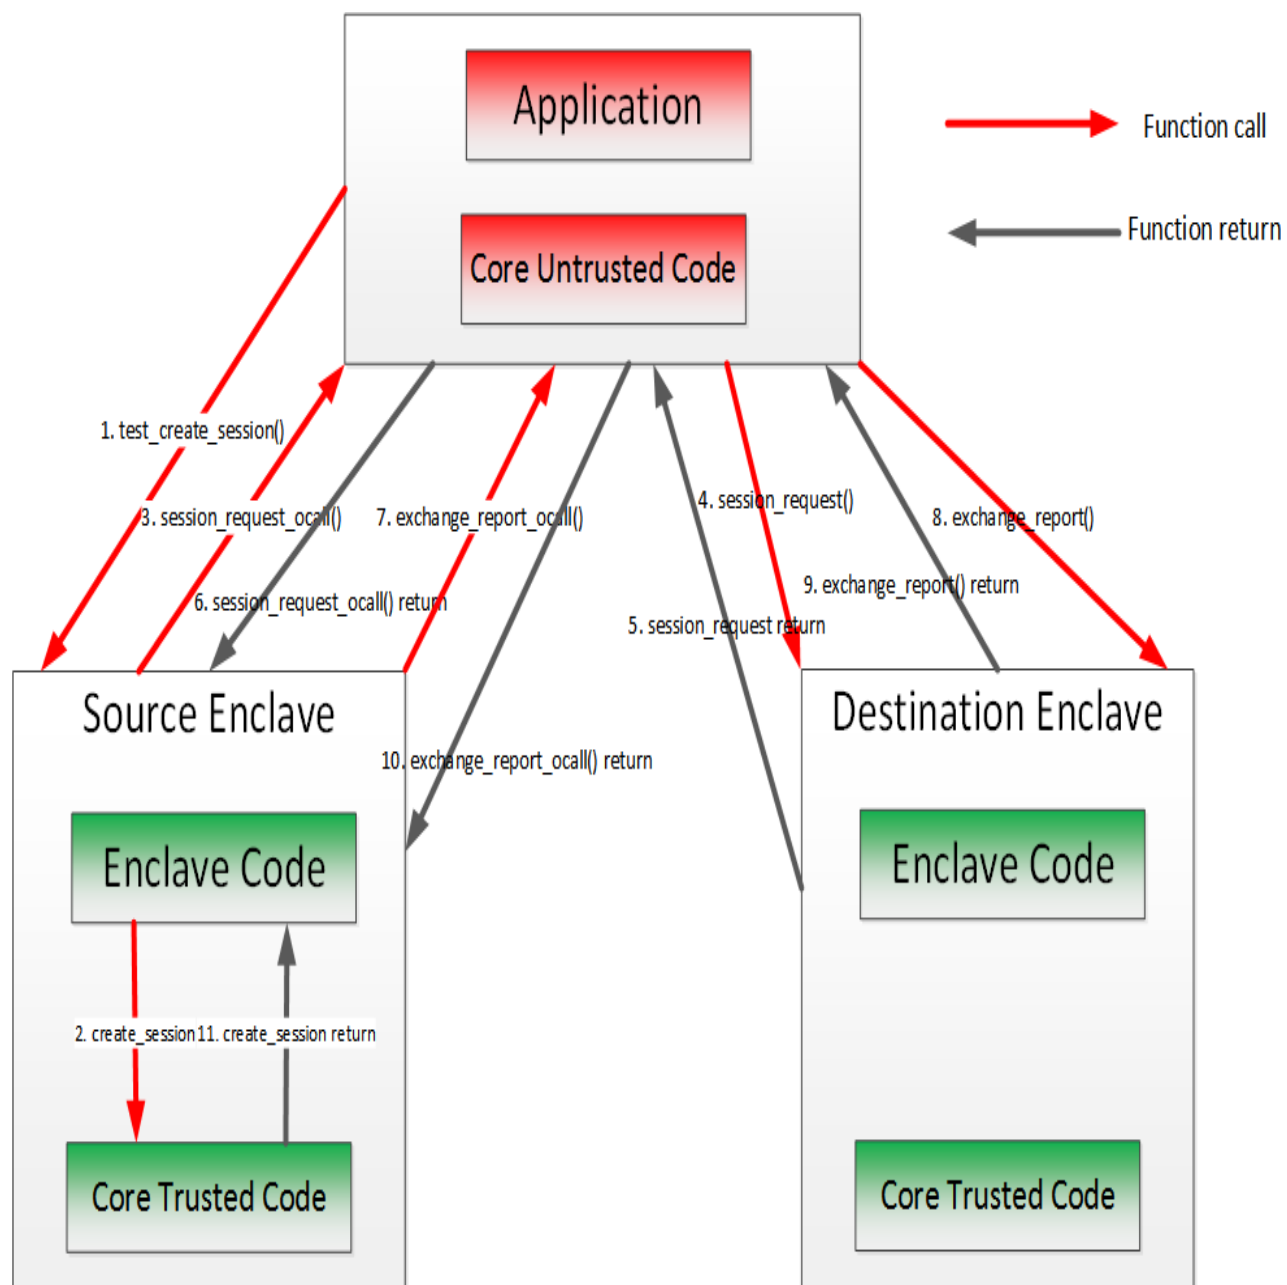 Application
Function call
Core Untrusted Code
Function return
1. test_create_session()
3. session_request_ocall()
7. exchange_report_ocall()
4. session_request()
8. exchange_report()
6. session_request_ocall() return
9. exchange_report() return
5. session_request return
Source Enclave
Destination Enclave
10. exchange_report_ocall() return
Enclave Code
Enclave Code
2. create_session
11. create_session return
Core Trusted Code
Core Trusted Code